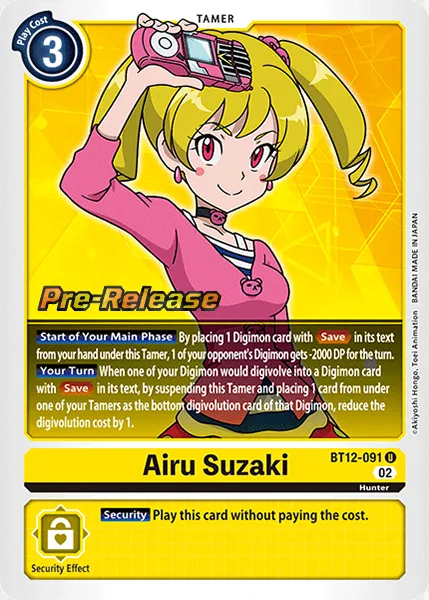 TAMER
Play Cost
3
Pre-Release
Start of Your Main Phase By placing 1 Digimon card with Save in its text
from your hand under this Tamer, 1 of your opponent's Digimon gets -2000 DP for the turn.
Your Turn When one of your Digimon would digivolve into a Digimon card
with Save in its text, by suspending this Tamer and placing 1 card from under
one of your Tamers as the bottom digivolution card of that Digimon, reduce the
digivolution cost by 1.
©Akiyoshi Hongo, Toei Animation BANDAI MADE IN JAPAN
Airu Suzaki
BT12-091 U
02
Hunter
Security Play this card without paying the cost.
Security Effect